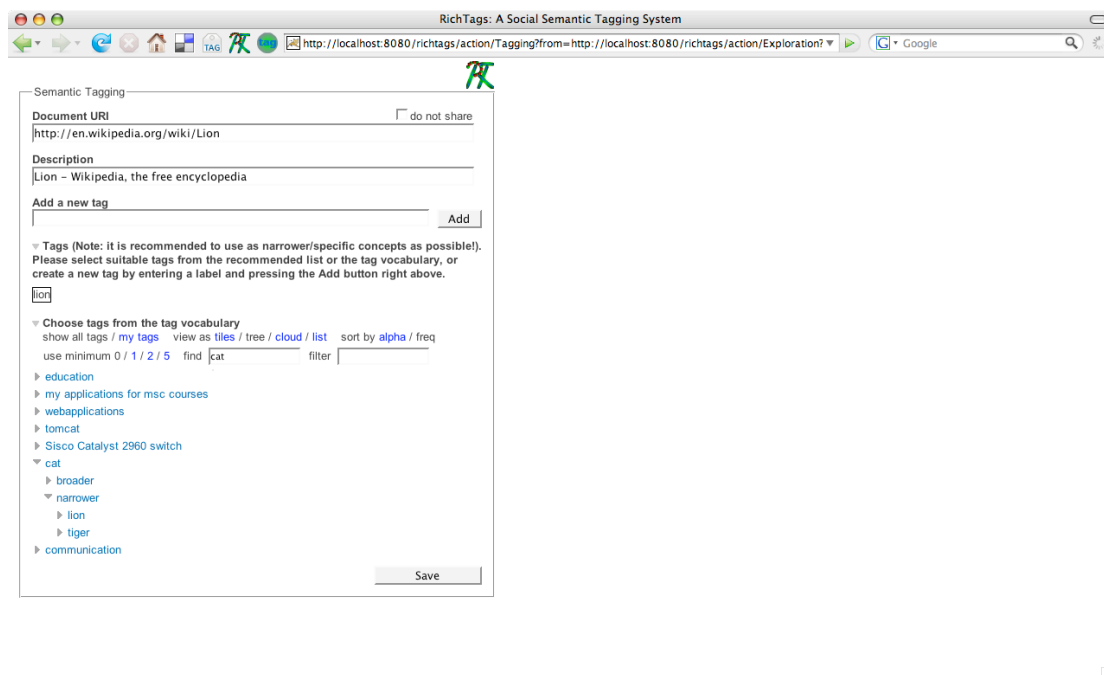 RichTags: A Social Semantic Tagging System
TAG tag http://localhost:8080/richtags/action/Tagging?from=http://localhost:8080/richtags/action/Exploration? G Google
RT
Semantic Tagging
Document URI do not share
http://en.wikipedia.org/wiki/Lion
Description
Lion – Wikipedia, the free encyclopedia
Add a new tag
Add
Tags (Note: it is recommended to use as narrower/specific concepts as possible!).
Please select suitable tags from the recommended list or the tag vocabulary, or
create a new tag by entering a label and pressing the Add button right above.
lion
Choose tags from the tag vocabulary
show all tags / my tags view as tiles / tree / cloud / list sort by alpha / freq
use minimum 0 / 1 / 2 / 5 find cat filter
education
my applications for msc courses
webapplications
tomcat
Sisco Catalyst 2960 switch
cat
broader
narrower
lion
tiger
communication
Save